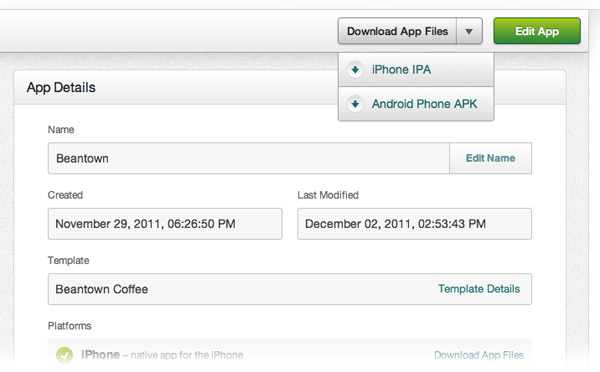 Download App Files
Edit App
iPhone IPA
Android Phone APK
App Details
Name
Beantown
Edit Name
Created
Last Modified
November 29, 2011, 06:26:50 PM
December 02, 2011, 02:53:43 PM
Template
Beantown Coffee
Template Details
Platforms
iPhone – native app for the iPhone
Download App Files